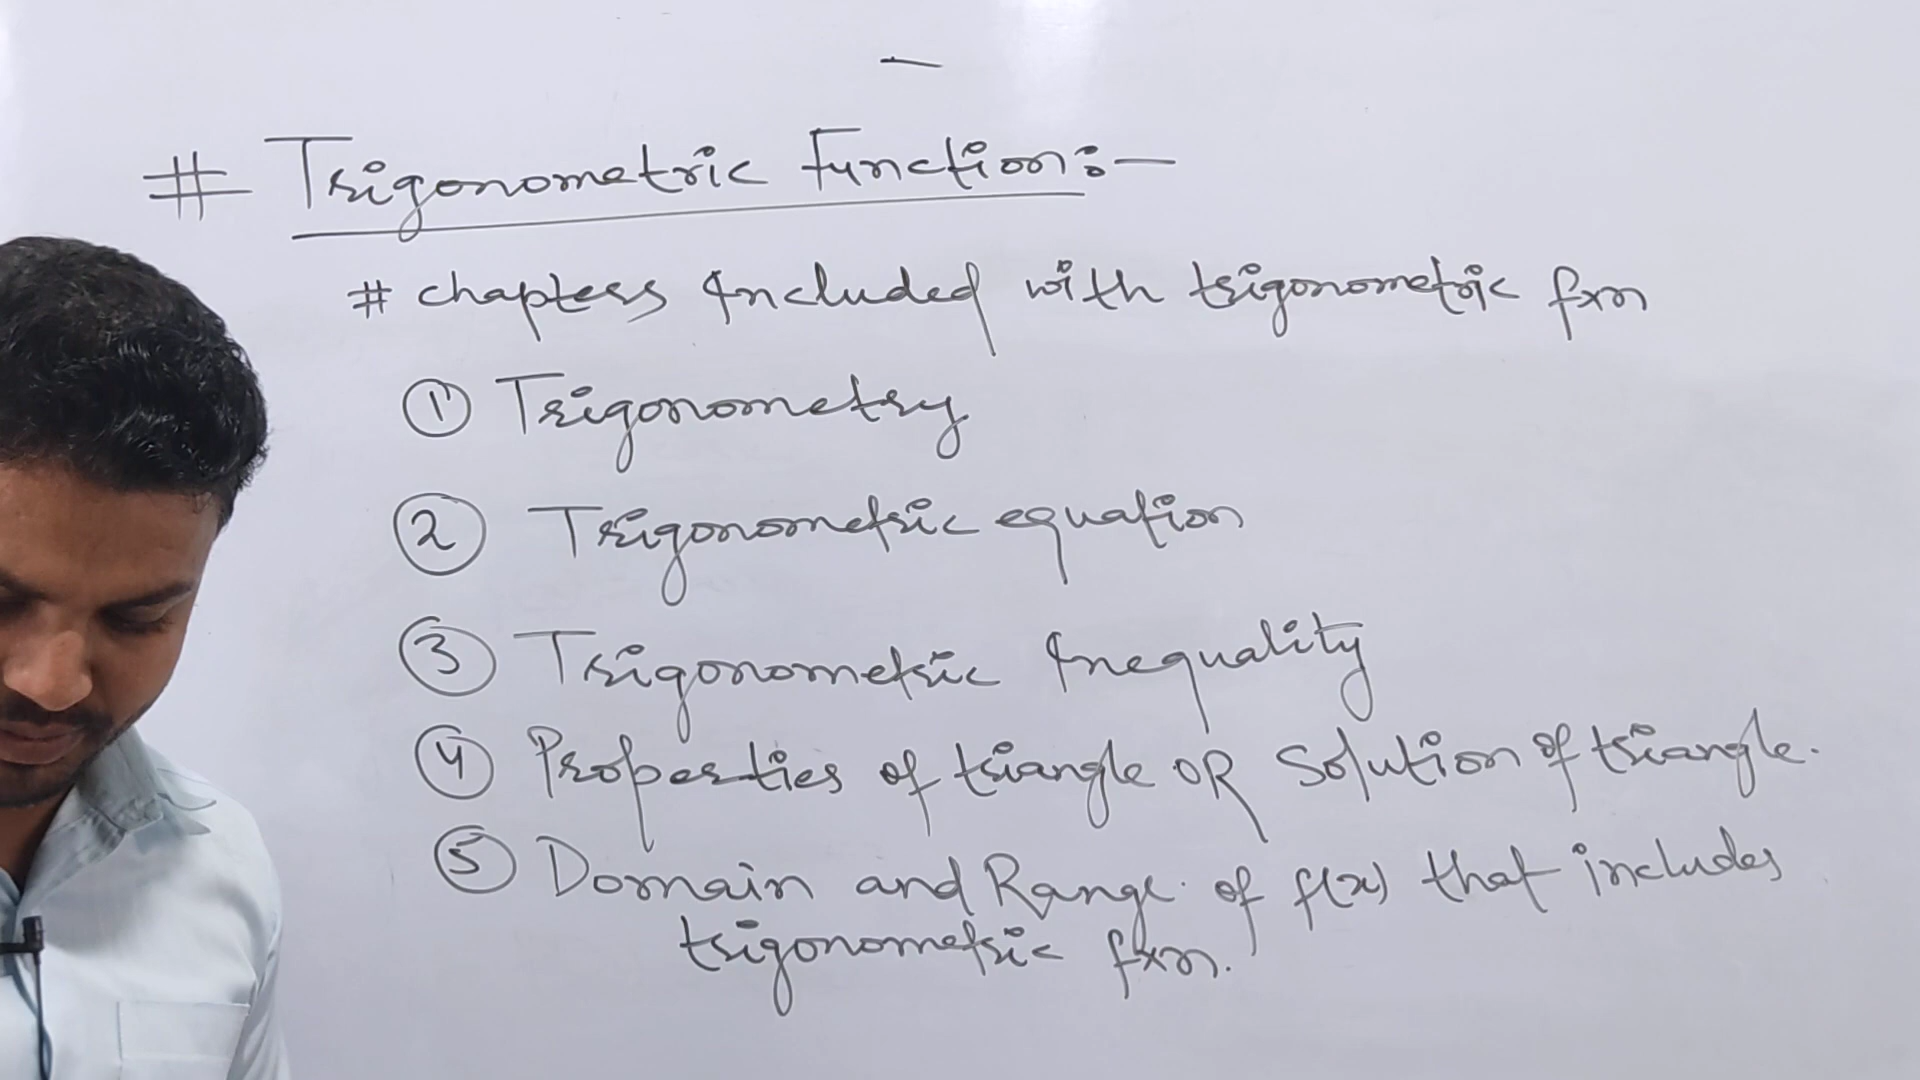 # Trigonometric Function:-
# chapters Included with trigonometric fxn
① Trigonometry
② Trigonometric equation
③ Trigonometric Inequality
④ Properties of triangle OR Solution of triangle.
⑤ Domain and Range of f(x) that includes
trigonometric fxn.